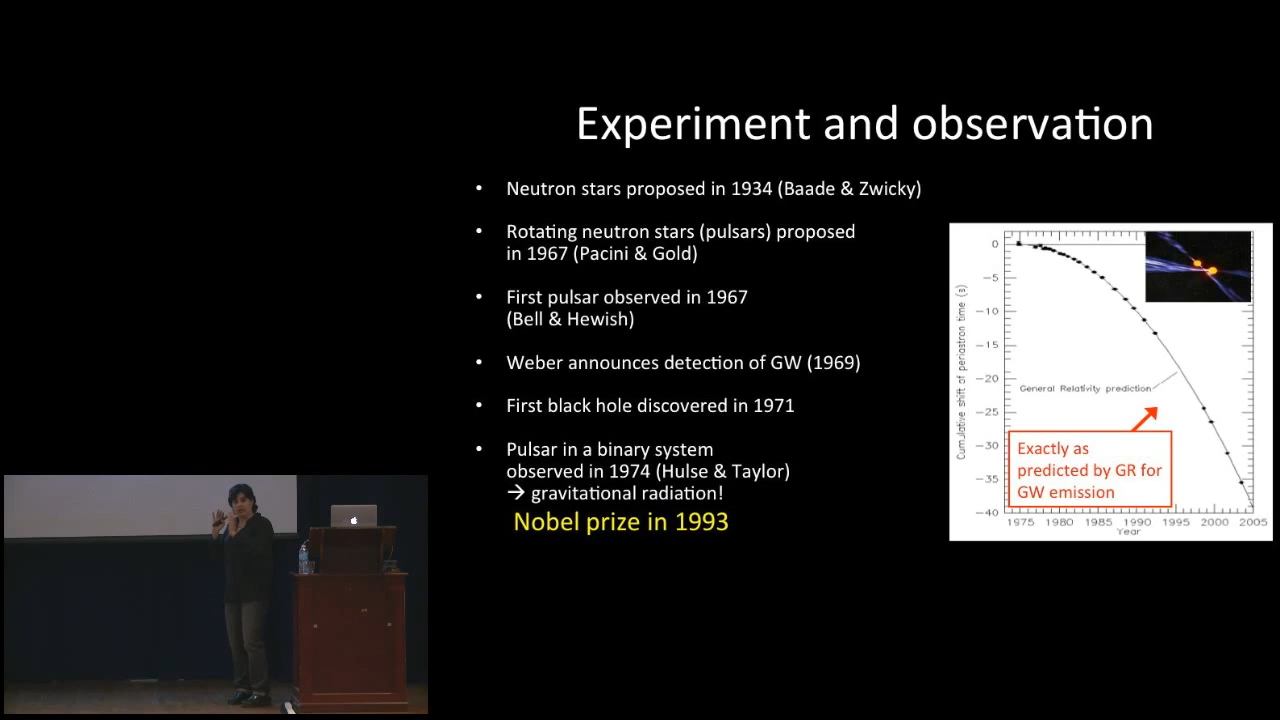 Experiment and observation
• Neutron stars proposed in 1934 (Baade & Zwicky)
• Rotating neutron stars (pulsars) proposed
in 1967 (Pacini & Gold)
• First pulsar observed in 1967
(Bell & Hewish)
• Weber announces detection of GW (1969)
• First black hole discovered in 1971
• Pulsar in a binary system
observed in 1974 (Hulse & Taylor)
→ gravitational radiation!
Nobel prize in 1993
Cumulative shift of periastron time (s)
0
−5
−10
−15
−20
−25
−30
−35
−40
General Relativity prediction
Exactly as
predicted by GR for
GW emission
1975 1980 1985 1990 1995 2000 2005
Year